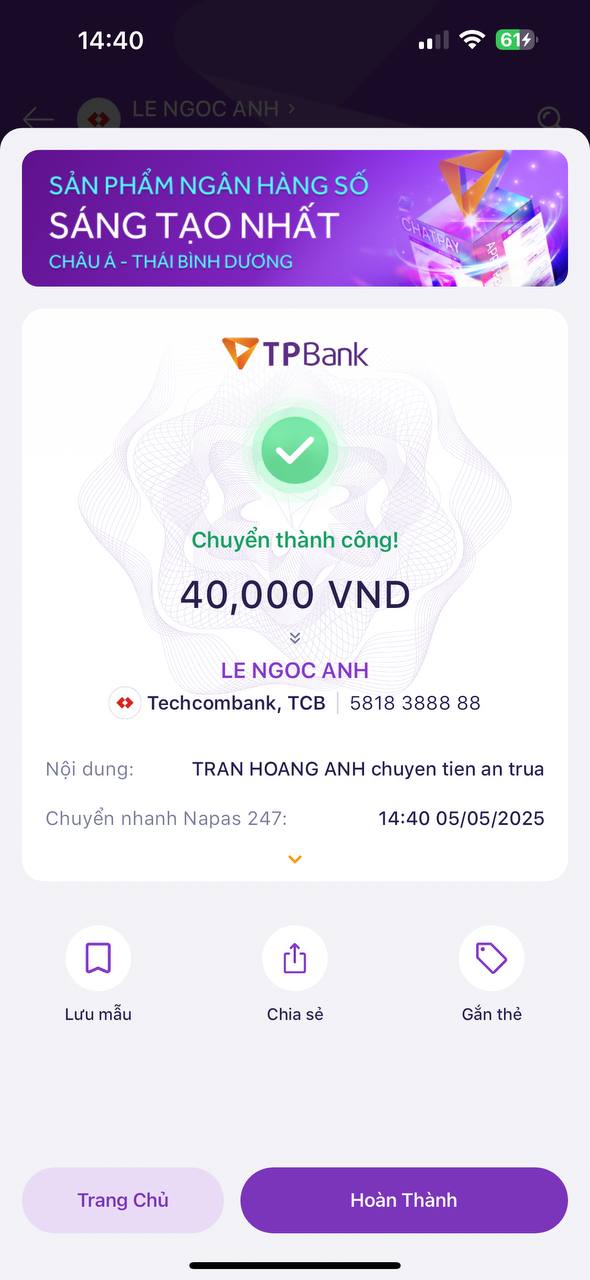 14:40
61
LE NGOC ANH
SẢN PHẨM NGÂN HÀNG SỐ
SÁNG TẠO NHẤT
CHÂU Á - THÁI BÌNH DƯƠNG
CHATPAY
TPBank
Chuyển thành công!
40,000 VND
LE NGOC ANH
Techcombank, TCB | 5818 3888 88
Nội dung: TRAN HOANG ANH chuyen tien an trua
Chuyển nhanh Napas 247: 14:40 05/05/2025
Lưu mẫu Chia sẻ Gắn thẻ
Trang Chủ Hoàn Thành